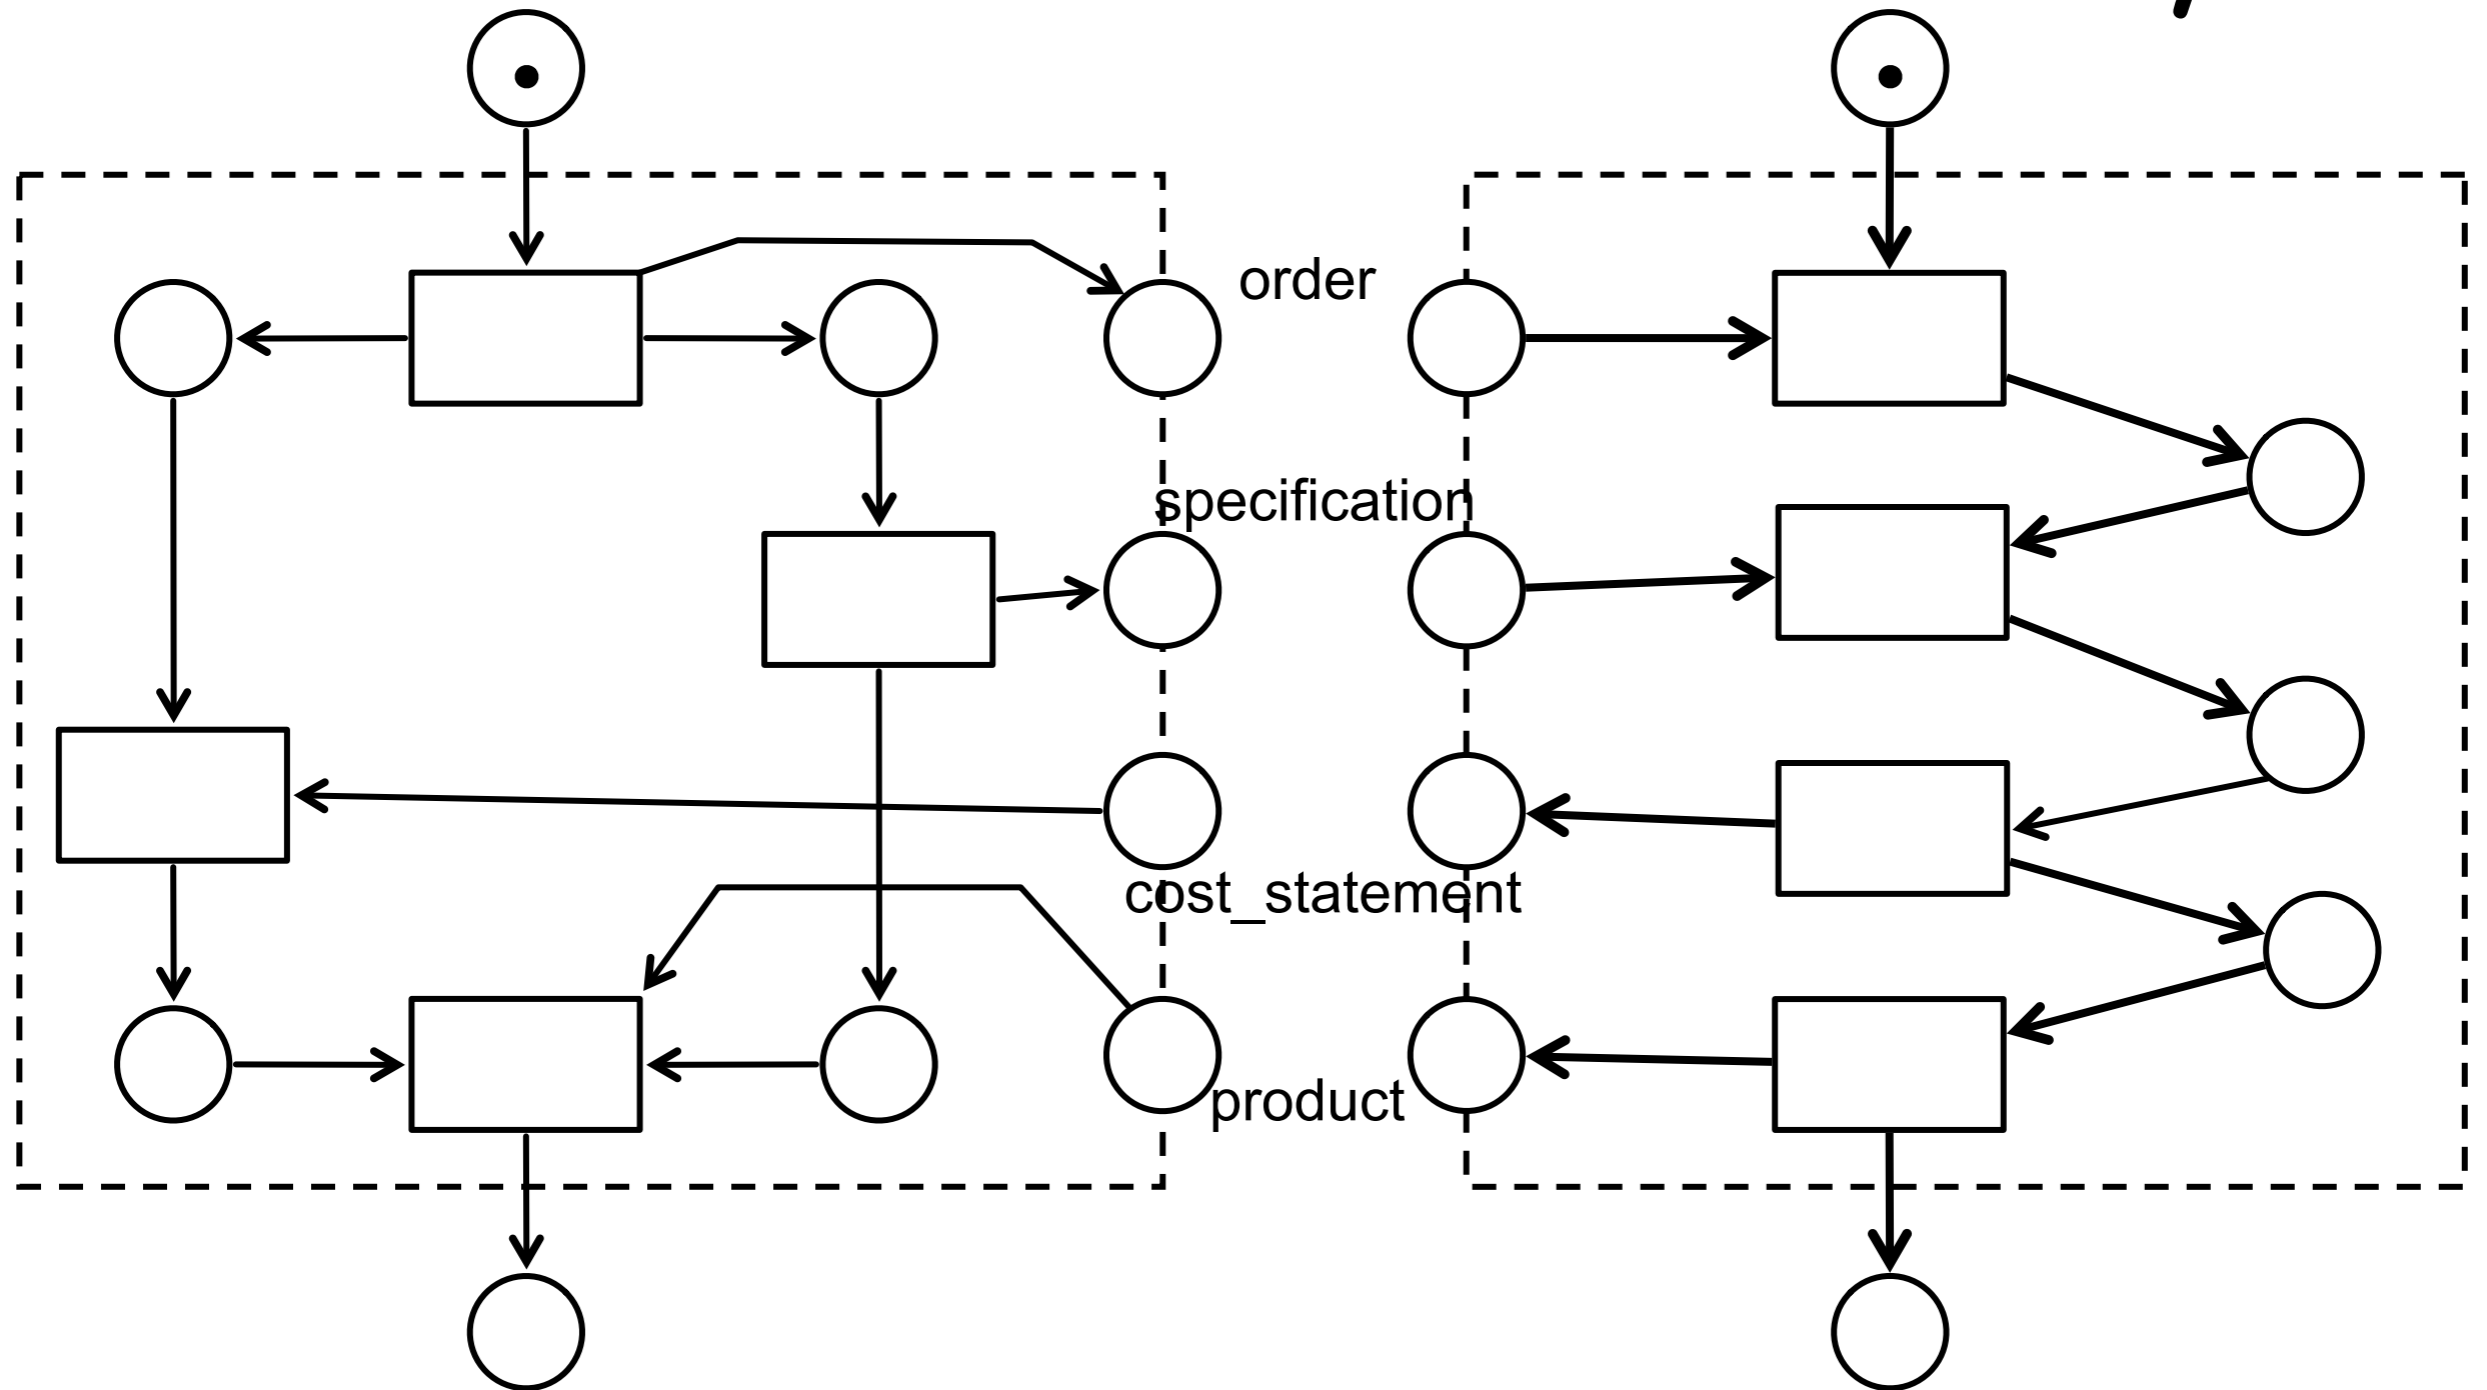 order
specification
cost_statement
product